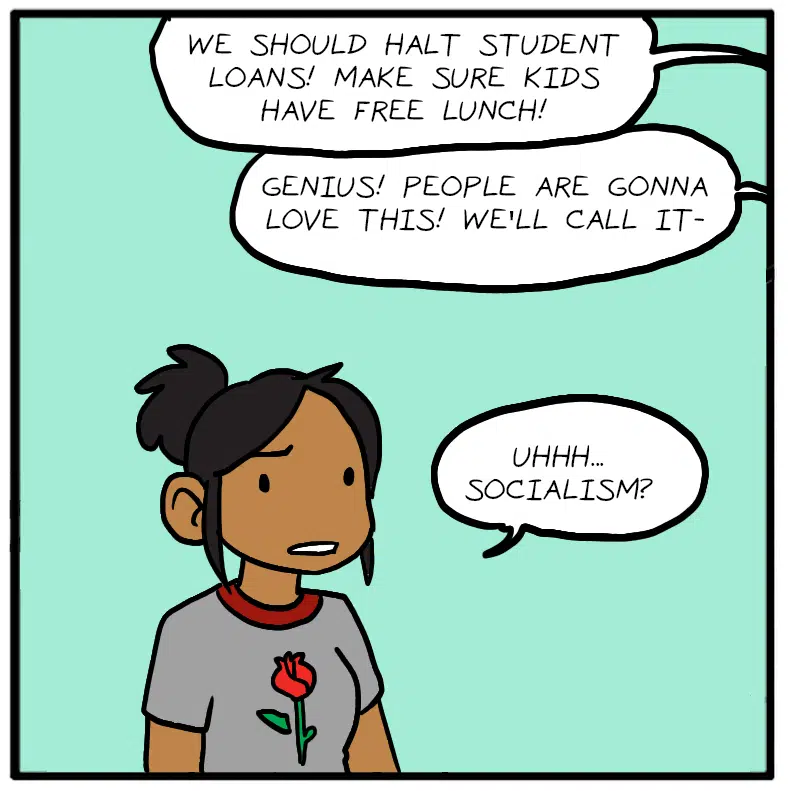 WE SHOULD HALT STUDENT
LOANS! MAKE SURE KIDS
HAVE FREE LUNCH!
GENIUS! PEOPLE ARE GONNA
LOVE THIS! WE'LL CALL IT-
UHHH...
SOCIALISM?